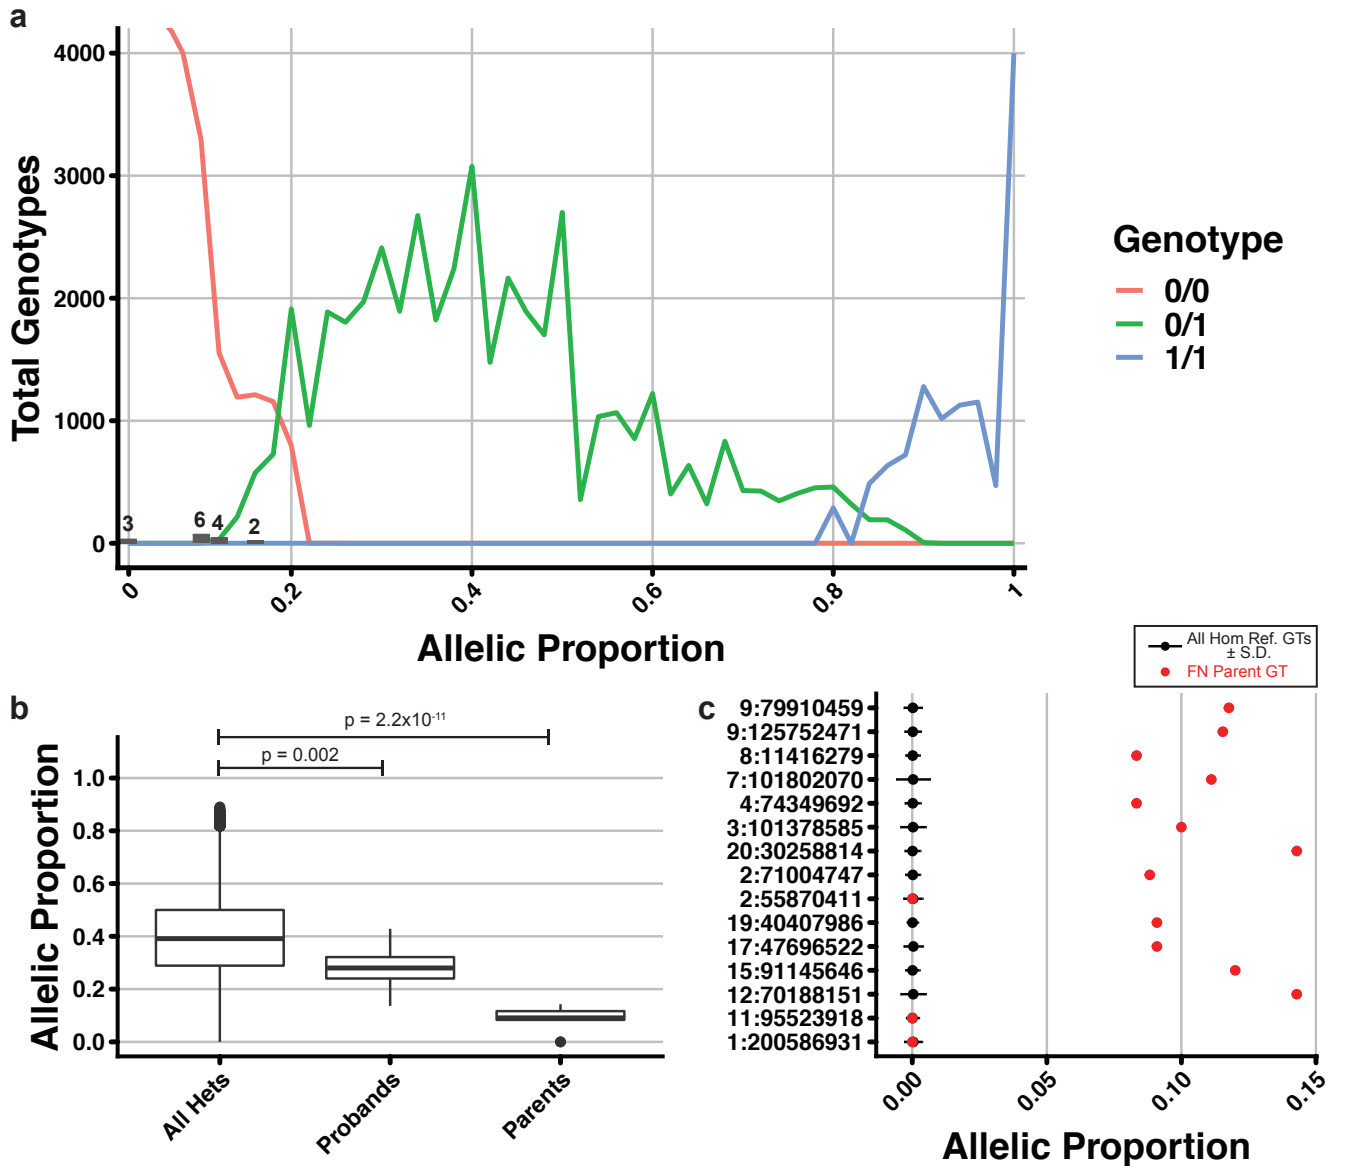 a
4000
3000
2000
1000
0
Total Genotypes
3
6
4
2
0
0.2
0.4
0.6
0.8
1
Allelic Proportion
Genotype
0/0
0/1
1/1
b
p = 2.2x10⁻¹¹
p = 0.002
1.0
0.8
0.6
0.4
0.2
0.0
Allelic Proportion
All Hets
Probands
Parents
c
All Hom Ref. GTs
± S.D.
FN Parent GT
9:79910459
9:125752471
8:11416279
7:101802070
4:74349692
3:101378585
20:30258814
2:71004747
2:55870411
19:40407986
17:47696522
15:91145646
12:70188151
11:95523918
1:200586931
0.00
0.05
0.10
0.15
Allelic Proportion